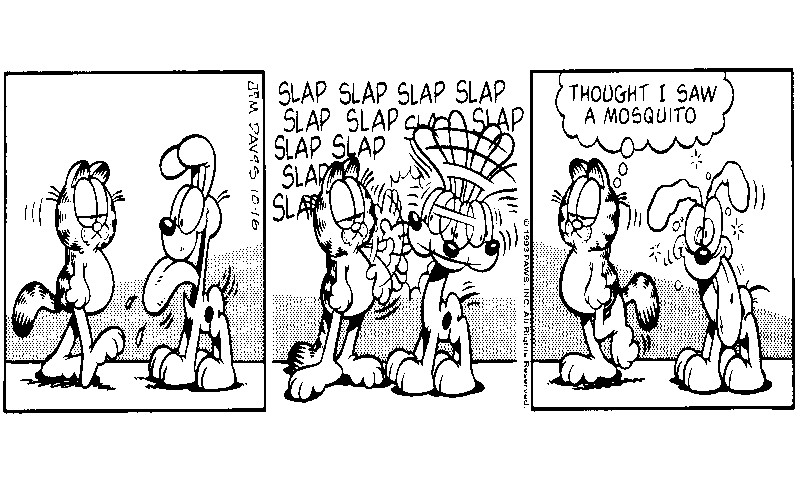 JIM DAVIS 10-16
SLAP SLAP SLAP SLAP
SLAP SLAP SLAP SLAP
SLAP SLAP
SLAP
SLAP
© 1993 PAWS, INC. All Rights Reserved.
THOUGHT I SAW
A MOSQUITO